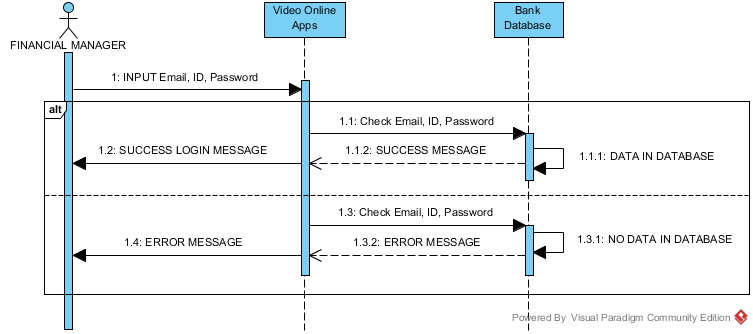 Video Online
Apps
Bank
Database
FINANCIAL MANAGER
1: INPUT Email, ID, Password
alt
1.1: Check Email, ID, Password
1.2: SUCCESS LOGIN MESSAGE
1.1.2: SUCCESS MESSAGE
1.1.1: DATA IN DATABASE
1.3: Check Email, ID, Password
1.4: ERROR MESSAGE
1.3.2: ERROR MESSAGE
1.3.1: NO DATA IN DATABASE
Powered By Visual Paradigm Community Edition